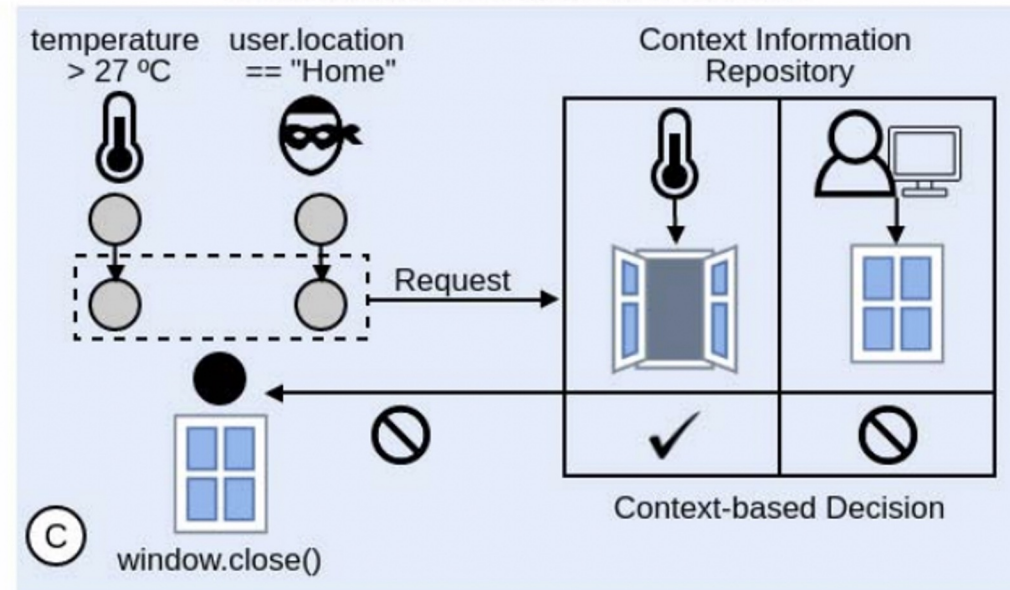 temperature
> 27 ºC
user.location
== "Home"
Context Information
Repository
Request
Context-based Decision
C
window.close()